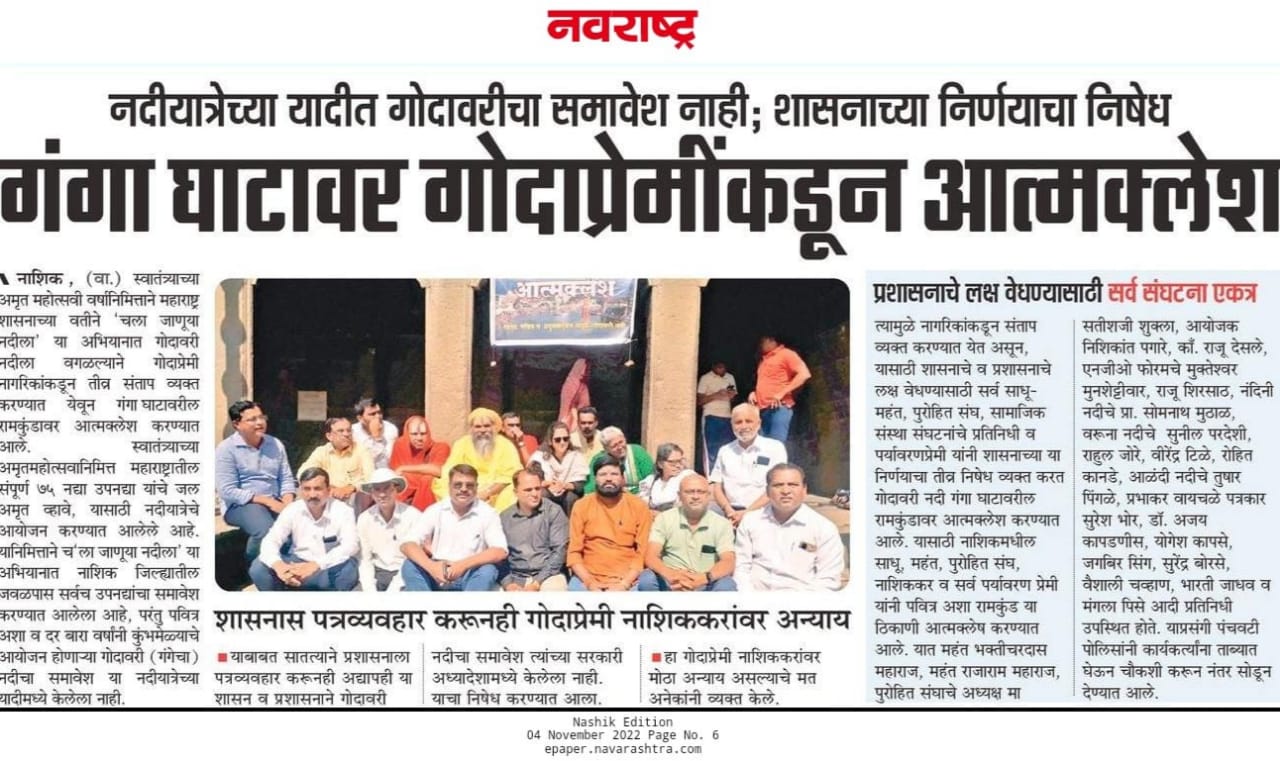 नवराष्ट्र
नदीयात्रेच्या यादीत गोदावरीचा समावेश नाही; शासनाच्या निर्णयाचा निषेध
गंगा घाटावर गोदाप्रेमींकडून आत्मक्लेश
नाशिक, (वा.) स्वातंत्र्याच्या
अमृत महोत्सवी वर्षानिमित्ताने महाराष्ट्र
शासनाच्या वतीने 'चला जाणूया
नदीला' या अभियानात गोदावरी
नदीला वगळल्याने गोदाप्रेमी
नागरिकांकडून तीव्र संताप व्यक्त
करण्यात येवून गंगा घाटावरील
रामकुंडावर आत्मक्लेश करण्यात
आले. स्वातंत्र्याच्या
अमृतमहोत्सवानिमित्त महाराष्ट्रातील
संपूर्ण ७५ नद्या उपनद्या यांचे जल
अमृत व्हावे, यासाठी नदीयात्रेचे
आयोजन करण्यात आलेले आहे.
यानिमित्ताने च'ला जाणूया नदीला' या
अभियानात नाशिक जिल्ह्यातील
जवळपास सर्वच उपनद्यांचा समावेश
करण्यात आलेला आहे, परंतु पवित्र
अशा व दर बारा वर्षांनी कुंभमेळ्याचे
आयोजन होणाऱ्या गोदावरी (गंगेचा)
नदीचा समावेश या नदीयात्रेच्या
यादीमध्ये केलेला नाही.
आत्मक्लेश
शासनास पत्रव्यवहार करूनही गोदाप्रेमी नाशिककरांवर अन्याय
याबाबत सातत्याने प्रशासनाला
पत्रव्यवहार करूनही अद्यापही या
शासन व प्रशासनाने गोदावरी
नदीचा समावेश त्यांच्या सरकारी
अध्यादेशामध्ये केलेला नाही.
याचा निषेध करण्यात आला.
हा गोदाप्रेमी नाशिककरांवर
मोठा अन्याय असल्याचे मत
अनेकांनी व्यक्त केले.
प्रशासनाचे लक्ष वेधण्यासाठी सर्व संघटना एकत्र
त्यामुळे नागरिकांकडून संताप
व्यक्त करण्यात येत असून,
यासाठी शासनाचे व प्रशासनाचे
लक्ष वेधण्यासाठी सर्व साधू-
महंत, पुरोहित संघ, सामाजिक
संस्था संघटनांचे प्रतिनिधी व
पर्यावरणप्रेमी यांनी शासनाच्या या
निर्णयाचा तीव्र निषेध व्यक्त करत
गोदावरी नदी गंगा घाटावरील
रामकुंडावर आत्मक्लेश करण्यात
आले. यासाठी नाशिकमधील
साधू, महंत, पुरोहित संघ,
नाशिककर व सर्व पर्यावरण प्रेमी
यांनी पवित्र अशा रामकुंड या
ठिकाणी आत्मक्लेष करण्यात
आले. यात महंत भक्तीचरदास
महाराज, महंत राजाराम महाराज,
पुरोहित संघाचे अध्यक्ष मा
सतीशजी शुक्ला, आयोजक
निशिकांत पगारे, कॉं. राजू देसले,
एनजीओ फोरमचे मुक्तेश्वर
मुनशेट्टीवार, राजू शिरसाठ, नंदिनी
नदीचे प्रा. सोमनाथ मुठाळ,
वरूना नदीचे सुनील परदेशी,
राहुल जोरे, वीरेंद्र टिळे, रोहित
कानडे, आळंदी नदीचे तुषार
पिंगळे, प्रभाकर वायचळे पत्रकार
सुरेश भोर, डॉ. अजय
कापडणीस, योगेश कापसे,
जगबिर सिंग, सुरेंद्र बोरसे,
वैशाली चव्हाण, भारती जाधव व
मंगला पिसे आदी प्रतिनिधी
उपस्थित होते. याप्रसंगी पंचवटी
पोलिसांनी कार्यकर्त्यांना ताब्यात
घेऊन चौकशी करून नंतर सोडून
देण्यात आले.
Nashik Edition
04 November 2022 Page No. 6
epaper.navarashtra.com